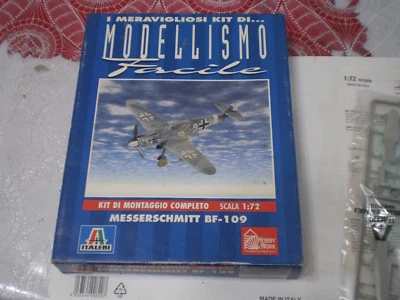 I MERAVIGLIOSI KIT DI...
MODELLISMO
Facile
KIT DI MONTAGGIO COMPLETO SCALA 1:72
MESSERSCHMITT BF-109
ITALERI
HOBBY WORK
1:72 scale
MADE IN ITALY